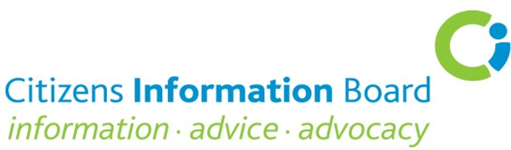 Citizens Information Board
information · advice · advocacy